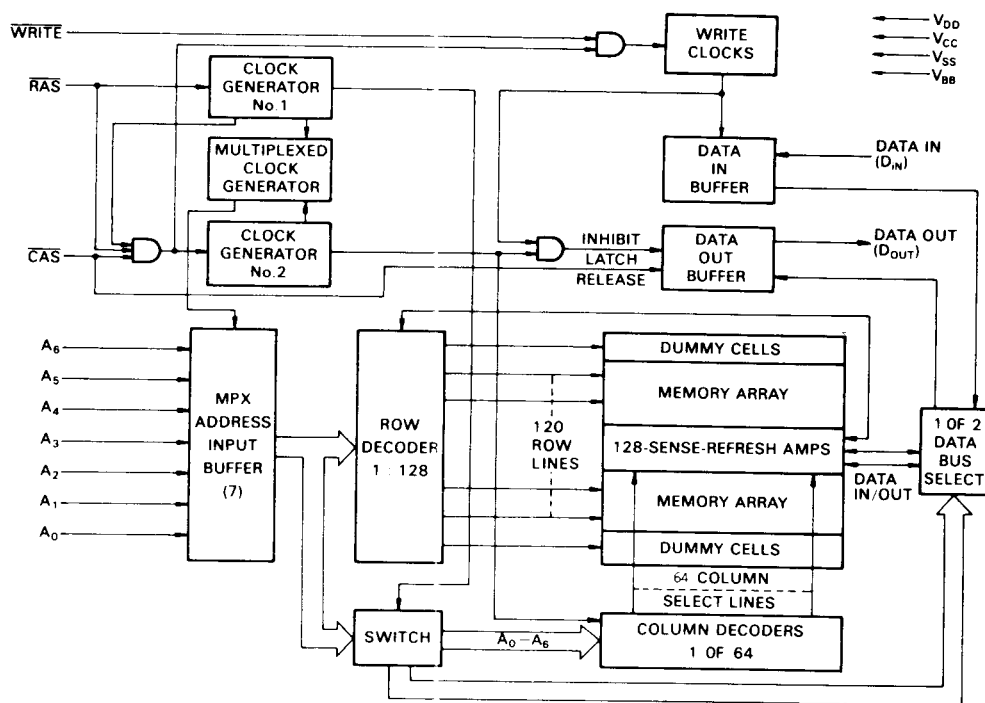 WRITE
WRITE
CLOCKS
V_DD
V_CC
V_SS
V_BB
RAS
CLOCK
GENERATOR
No.1
MULTIPLEXED
CLOCK
GENERATOR
DATA
IN
BUFFER
DATA IN
(D_IN)
CAS
CLOCK
GENERATOR
No.2
INHIBIT
LATCH
RELEASE
DATA
OUT
BUFFER
DATA OUT
(D_OUT)
A6
A5
A4
A3
A2
A1
A0
MPX
ADDRESS
INPUT
BUFFER
(7)
ROW
DECODER
1 : 128
120
ROW
LINES
DUMMY CELLS
MEMORY ARRAY
128-SENSE-REFRESH AMPS
MEMORY ARRAY
DUMMY CELLS
DATA
IN/OUT
1 OF 2
DATA
BUS
SELECT
64 COLUMN
SELECT LINES
SWITCH
A0–A6
COLUMN DECODERS
1 OF 64